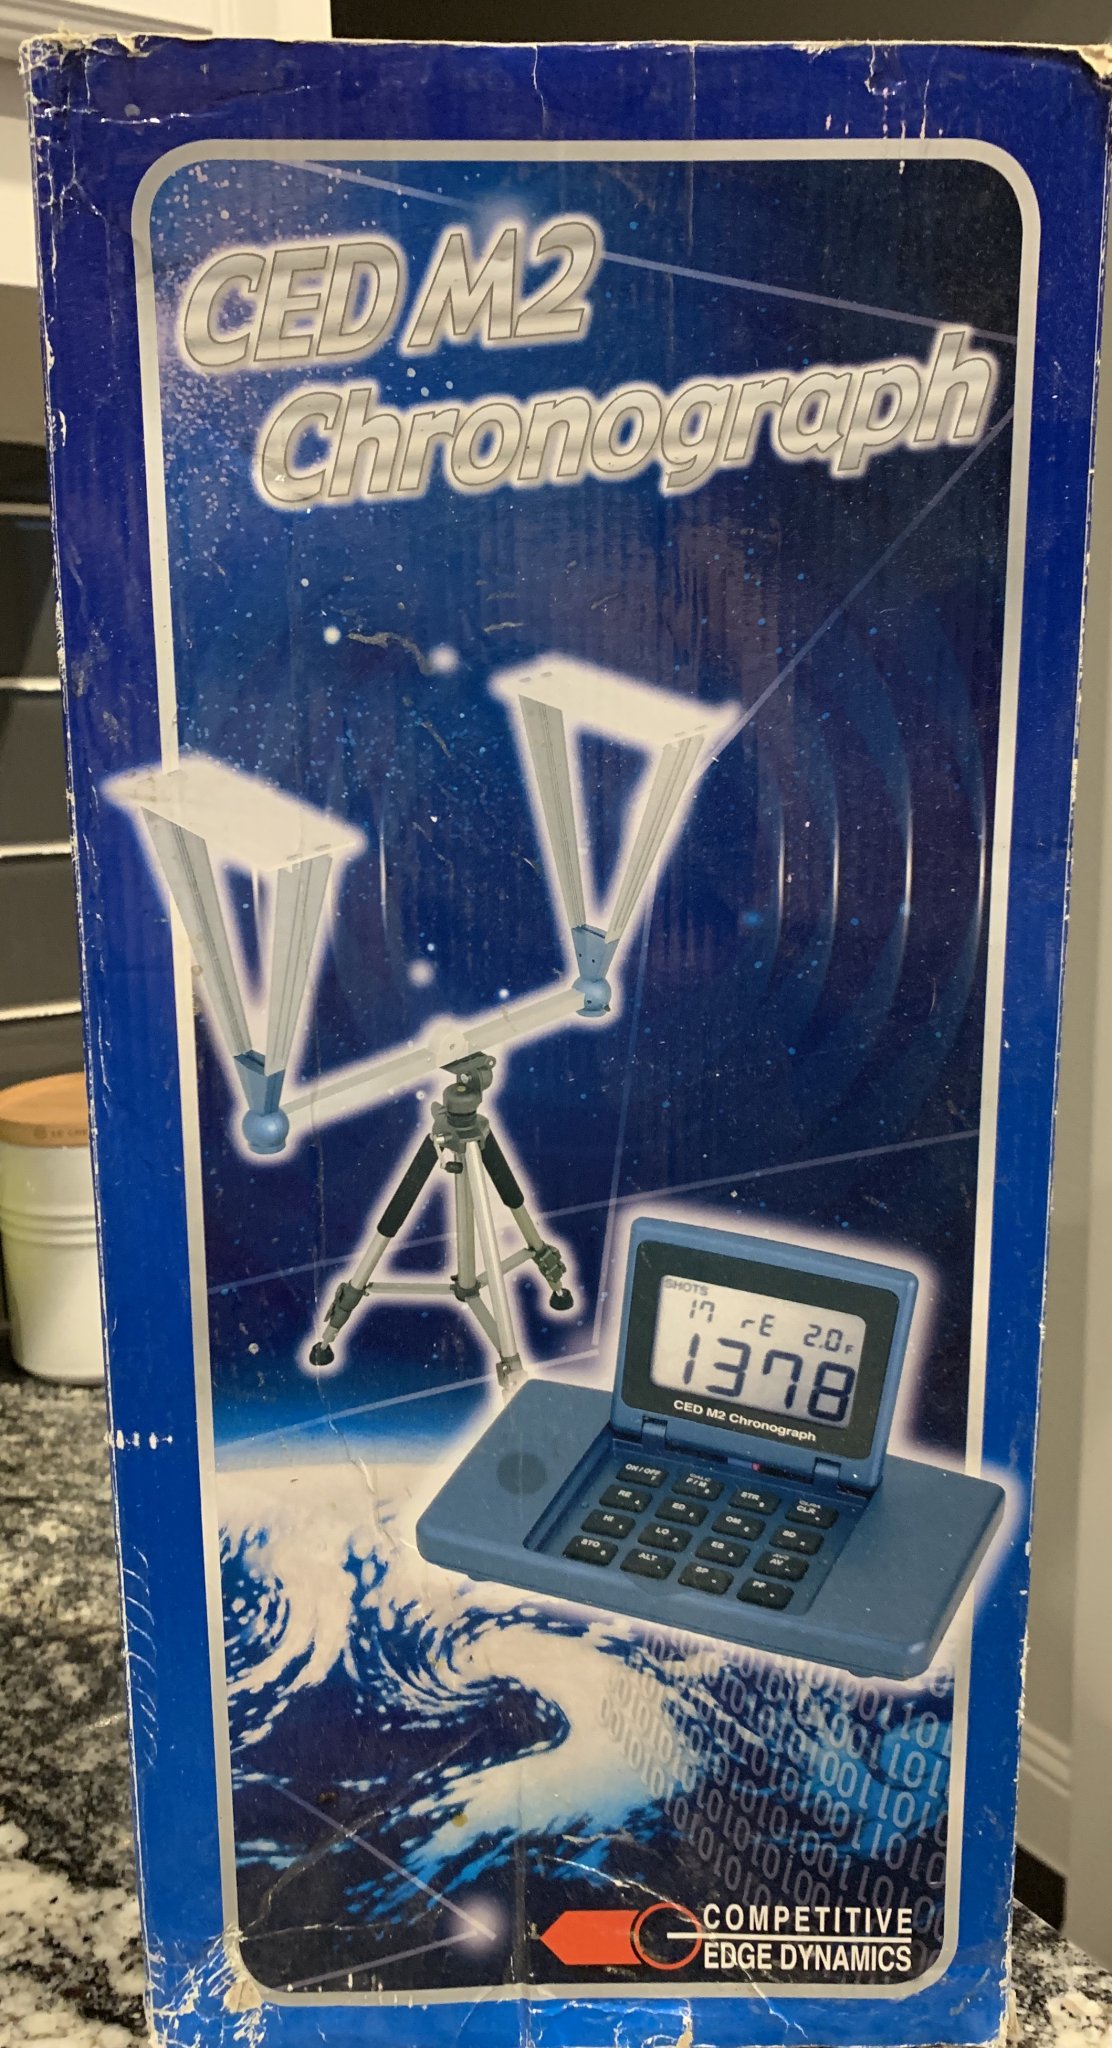 CED M2
Chronograph
SHOTS
17 rE 2.0F
1378
CED M2 Chronograph
ON/OFF
P/M
STR
CLR
RE
ED
OM
SD
HI
LO
ES
AV
STO
ALT
SP
PF
COMPETITIVE
EDGE DYNAMICS